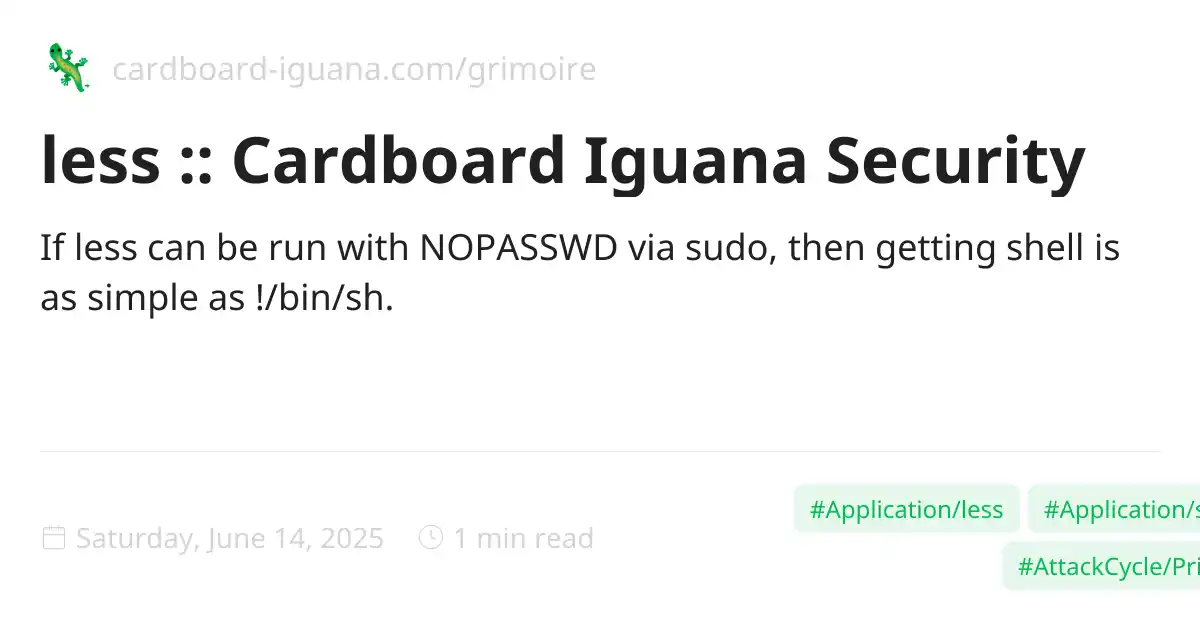 cardboard-iguana.com/grimoire
less :: Cardboard Iguana Security
If less can be run with NOPASSWD via sudo, then getting shell is
as simple as !/bin/sh.
#Application/less #Application/s
Saturday, June 14, 2025 1 min read
#AttackCycle/Pri